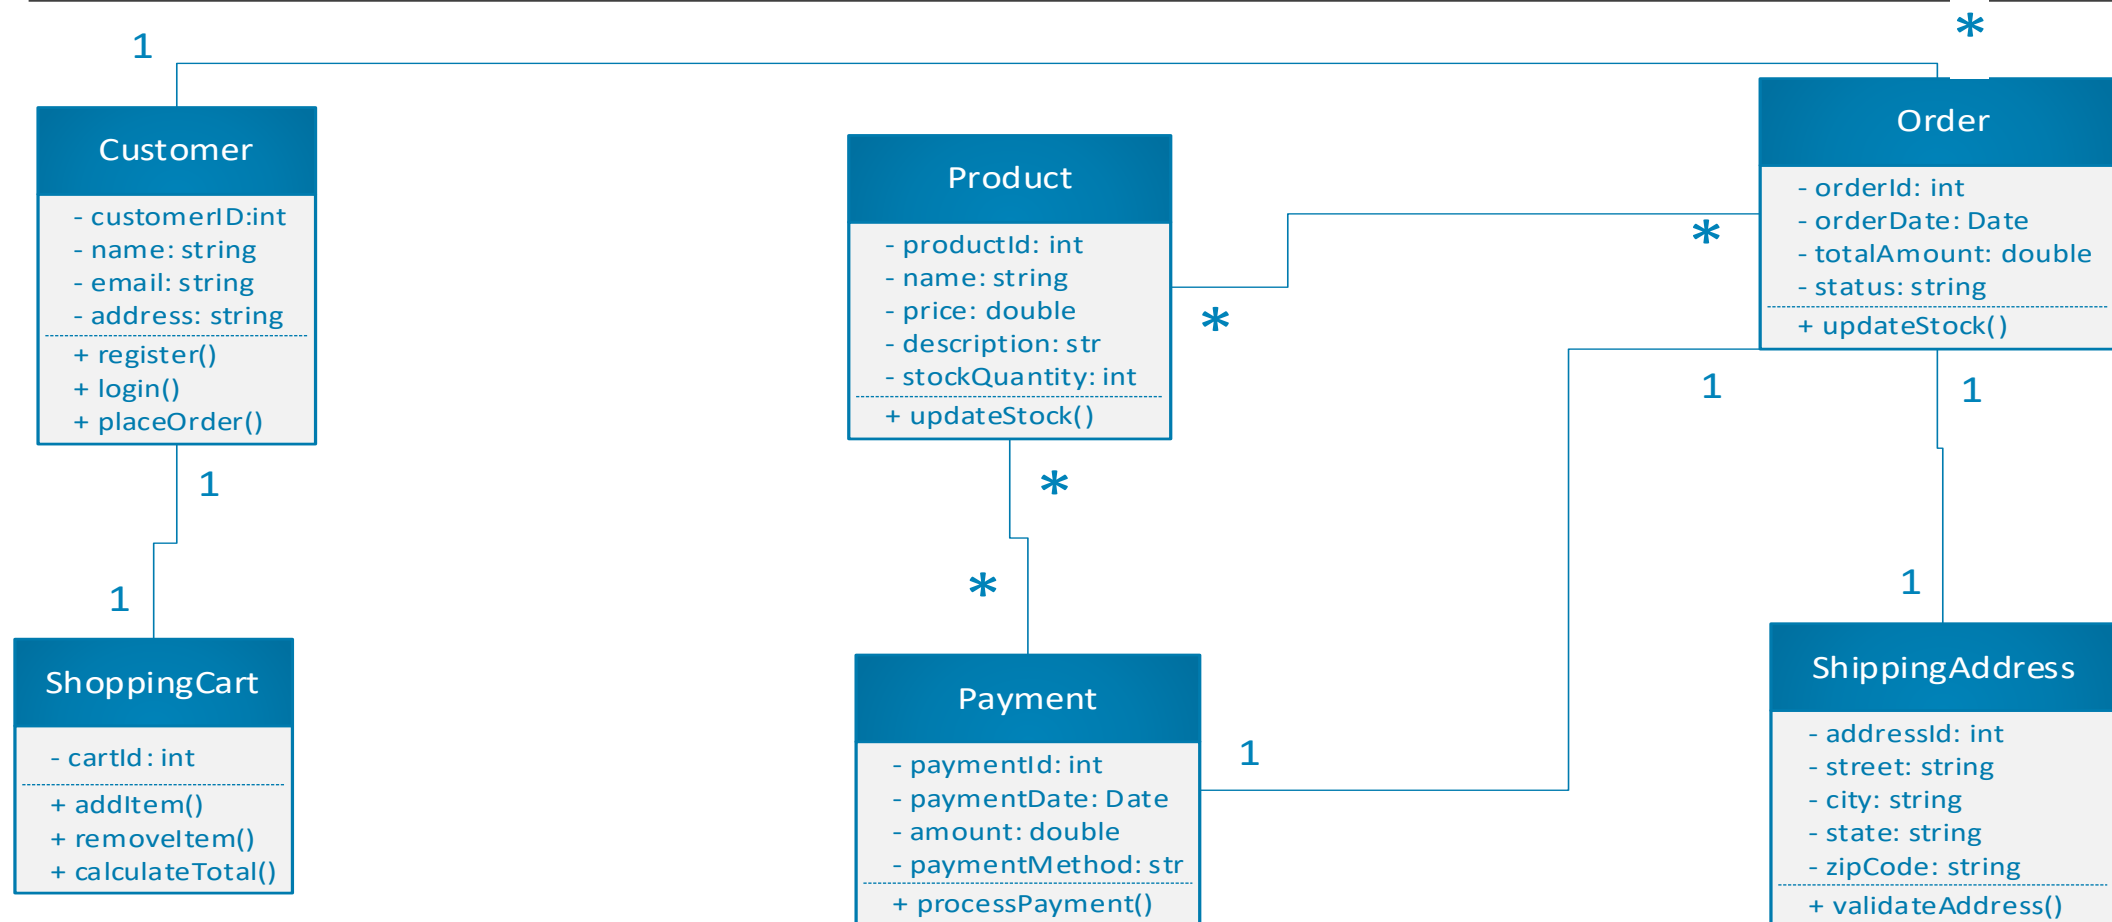 1
*
Customer
- customerID:int
- name: string
- email: string
- address: string
+ register()
+ login()
+ placeOrder()
Product
- productId: int
- name: string
- price: double
- description: str
- stockQuantity: int
+ updateStock()
Order
- orderId: int
- orderDate: Date
- totalAmount: double
- status: string
+ updateStock()
*
*
1
1
1
*
1
*
1
ShoppingCart
- cartId: int
+ addItem()
+ removeItem()
+ calculateTotal()
Payment
- paymentId: int
- paymentDate: Date
- amount: double
- paymentMethod: str
+ processPayment()
1
ShippingAddress
- addressId: int
- street: string
- city: string
- state: string
- zipCode: string
+ validateAddress()